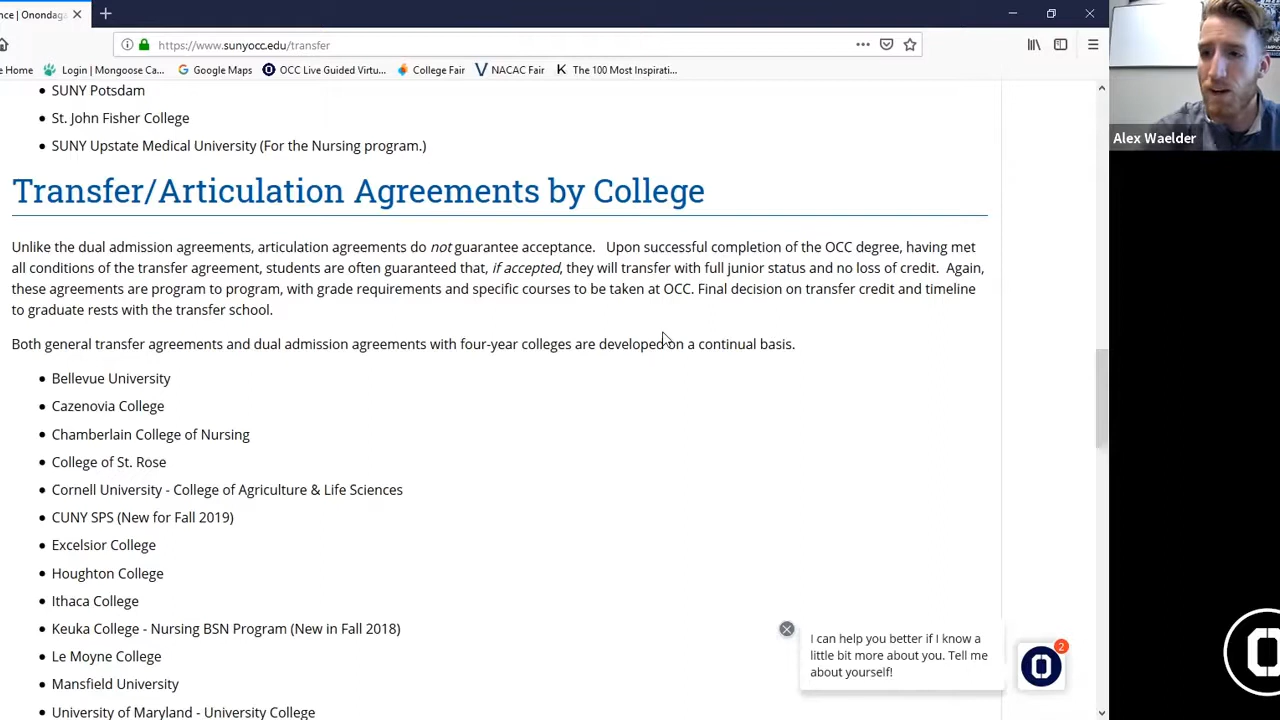 nce | Onondaga
https://www.sunyocc.edu/transfer
e Home
Login | Mongoose Ca...
Google Maps
OCC Live Guided Virtu...
College Fair
NACAC Fair
The 100 Most Inspirati...
Alex Waelder
• SUNY Potsdam
• St. John Fisher College
• SUNY Upstate Medical University (For the Nursing program.)
Transfer/Articulation Agreements by College
Unlike the dual admission agreements, articulation agreements do not guarantee acceptance. Upon successful completion of the OCC degree, having met
all conditions of the transfer agreement, students are often guaranteed that, if accepted, they will transfer with full junior status and no loss of credit. Again,
these agreements are program to program, with grade requirements and specific courses to be taken at OCC. Final decision on transfer credit and timeline
to graduate rests with the transfer school.
Both general transfer agreements and dual admission agreements with four-year colleges are developed on a continual basis.
• Bellevue University
• Cazenovia College
• Chamberlain College of Nursing
• College of St. Rose
• Cornell University - College of Agriculture & Life Sciences
• CUNY SPS (New for Fall 2019)
• Excelsior College
• Houghton College
• Ithaca College
• Keuka College - Nursing BSN Program (New in Fall 2018)
• Le Moyne College
• Mansfield University
• University of Maryland - University College
I can help you better if I know a
little bit more about you. Tell me
about yourself!
2